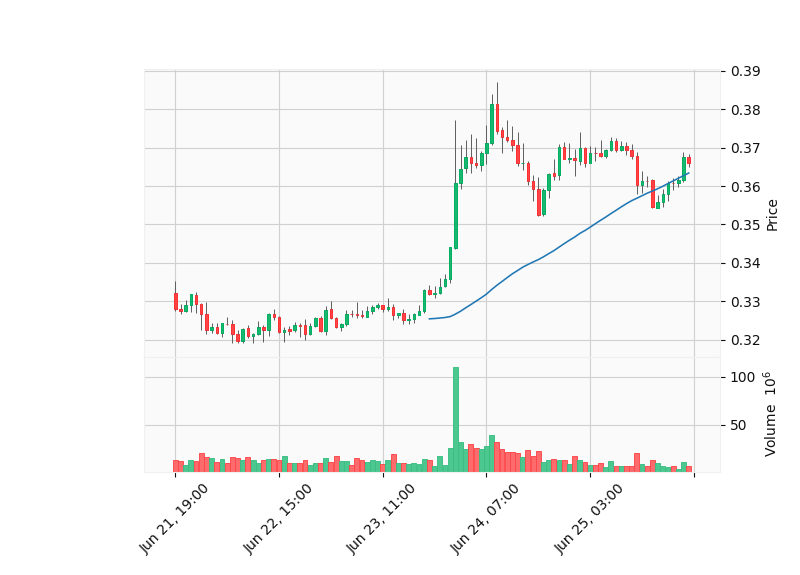 0.39
0.38
0.37
0.36
0.35
0.34
0.33
0.32
Price
100
50
Volume 10⁶
Jun 21, 19:00
Jun 22, 15:00
Jun 23, 11:00
Jun 24, 07:00
Jun 25, 03:00